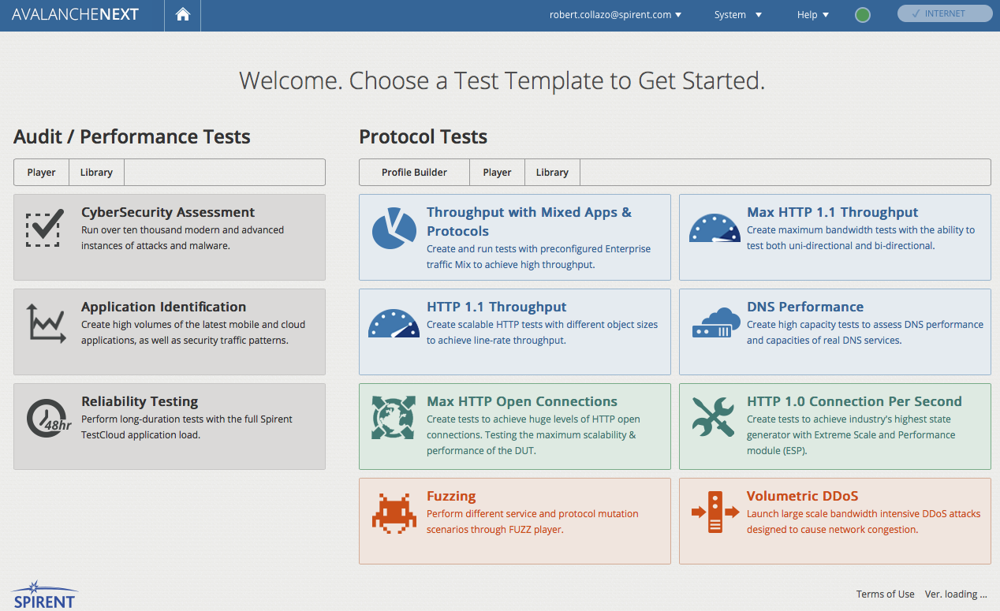 AVALANCHENEXT
robert.collazo@spirent.com
System
Help
INTERNET
Welcome. Choose a Test Template to Get Started.
Audit / Performance Tests
Player
Library
CyberSecurity Assessment
Run over ten thousand modern and advanced
instances of attacks and malware.
Application Identification
Create high volumes of the latest mobile and cloud
applications, as well as security traffic patterns.
48hr
Reliability Testing
Perform long-duration tests with the full Spirent
TestCloud application load.
Protocol Tests
Profile Builder
Player
Library
Throughput with Mixed Apps &
Protocols
Create and run tests with preconfigured Enterprise
traffic Mix to achieve high throughput.
Max HTTP 1.1 Throughput
Create maximum bandwidth tests with the ability to
test both uni-directional and bi-directional.
HTTP 1.1 Throughput
Create scalable HTTP tests with different object sizes
to achieve line-rate throughput.
DNS Performance
Create high capacity tests to assess DNS performance
and capacities of real DNS services.
Max HTTP Open Connections
Create tests to achieve huge levels of HTTP open
connections. Testing the maximum scalability &
performance of the DUT.
HTTP 1.0 Connection Per Second
Create tests to achieve industry's highest state
generator with Extreme Scale and Performance
module (ESP).
Fuzzing
Perform different service and protocol mutation
scenarios through FUZZ player.
Volumetric DDoS
Launch large scale bandwidth intensive DDoS attacks
designed to cause network congestion.
SPIRENT
Terms of Use
Ver. loading ...